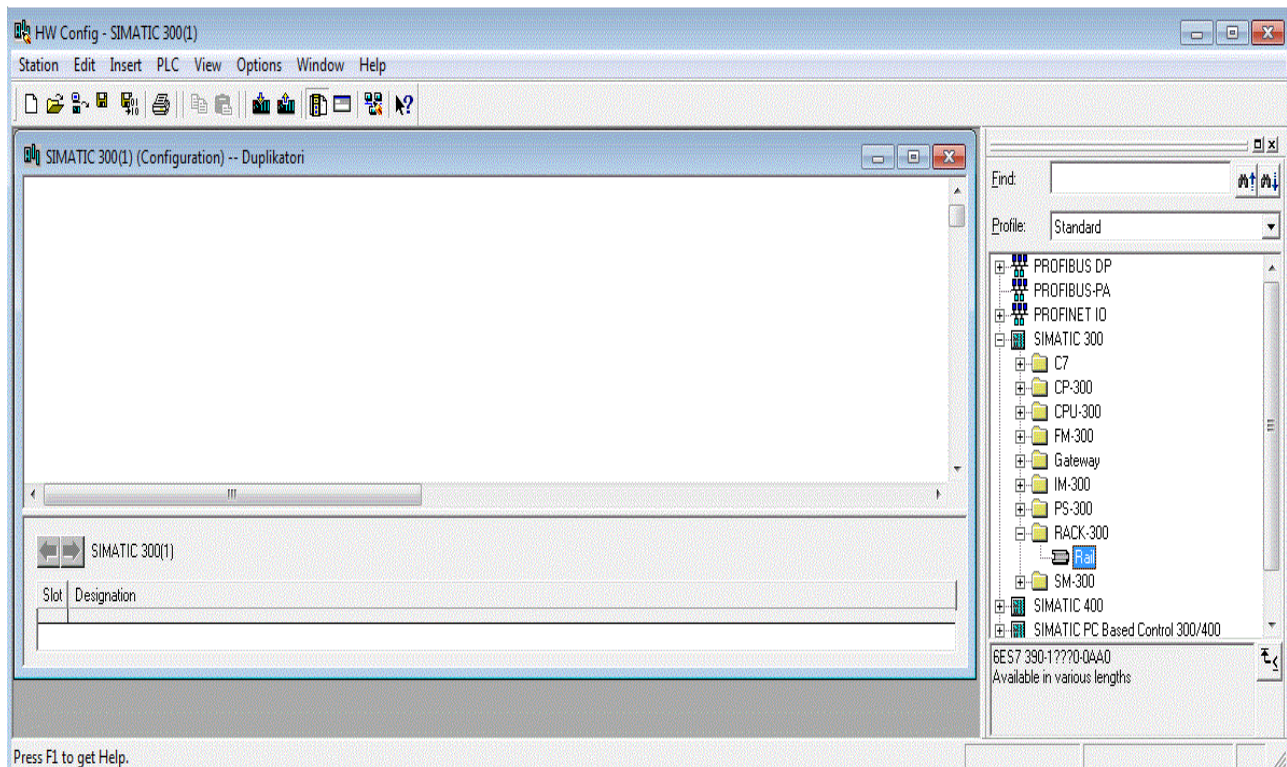 HW Config - SIMATIC 300(1)
Station Edit Insert PLC View Options Window Help
SIMATIC 300(1) (Configuration) -- Duplikatori
Find:
Profile: Standard
PROFIBUS DP
PROFIBUS-PA
PROFINET IO
SIMATIC 300
C7
CP-300
CPU-300
FM-300
Gateway
IM-300
PS-300
RACK-300
Rail
SM-300
SIMATIC 400
SIMATIC PC Based Control 300/400
SIMATIC 300(1)
Slot Designation
6ES7 390-1???0-0AA0
Available in various lengths
Press F1 to get Help.